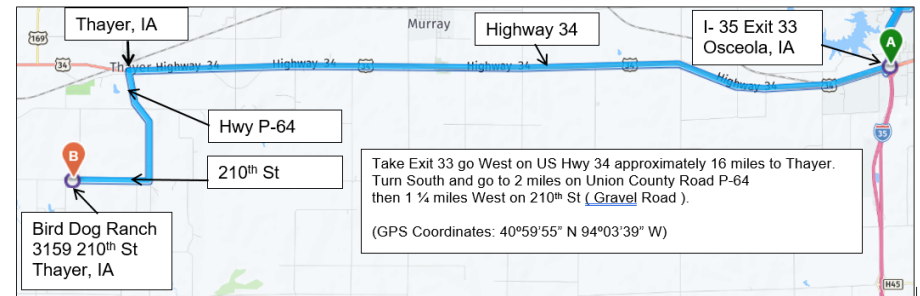 Thayer, IA
Murray
Highway 34
I- 35 Exit 33
Osceola, IA
A
169
34
Thayer Highway 34
Highway 34
34
Highway 34
34
Highway 34
34
35
Hwy P-64
B
210th St
Take Exit 33 go West on US Hwy 34 approximately 16 miles to Thayer.
Turn South and go to 2 miles on Union County Road P-64
then 1 ¼ miles West on 210th St ( Gravel Road ).
(GPS Coordinates: 40º59'55" N 94º03'39" W)
Bird Dog Ranch
3159 210th St
Thayer, IA
H45